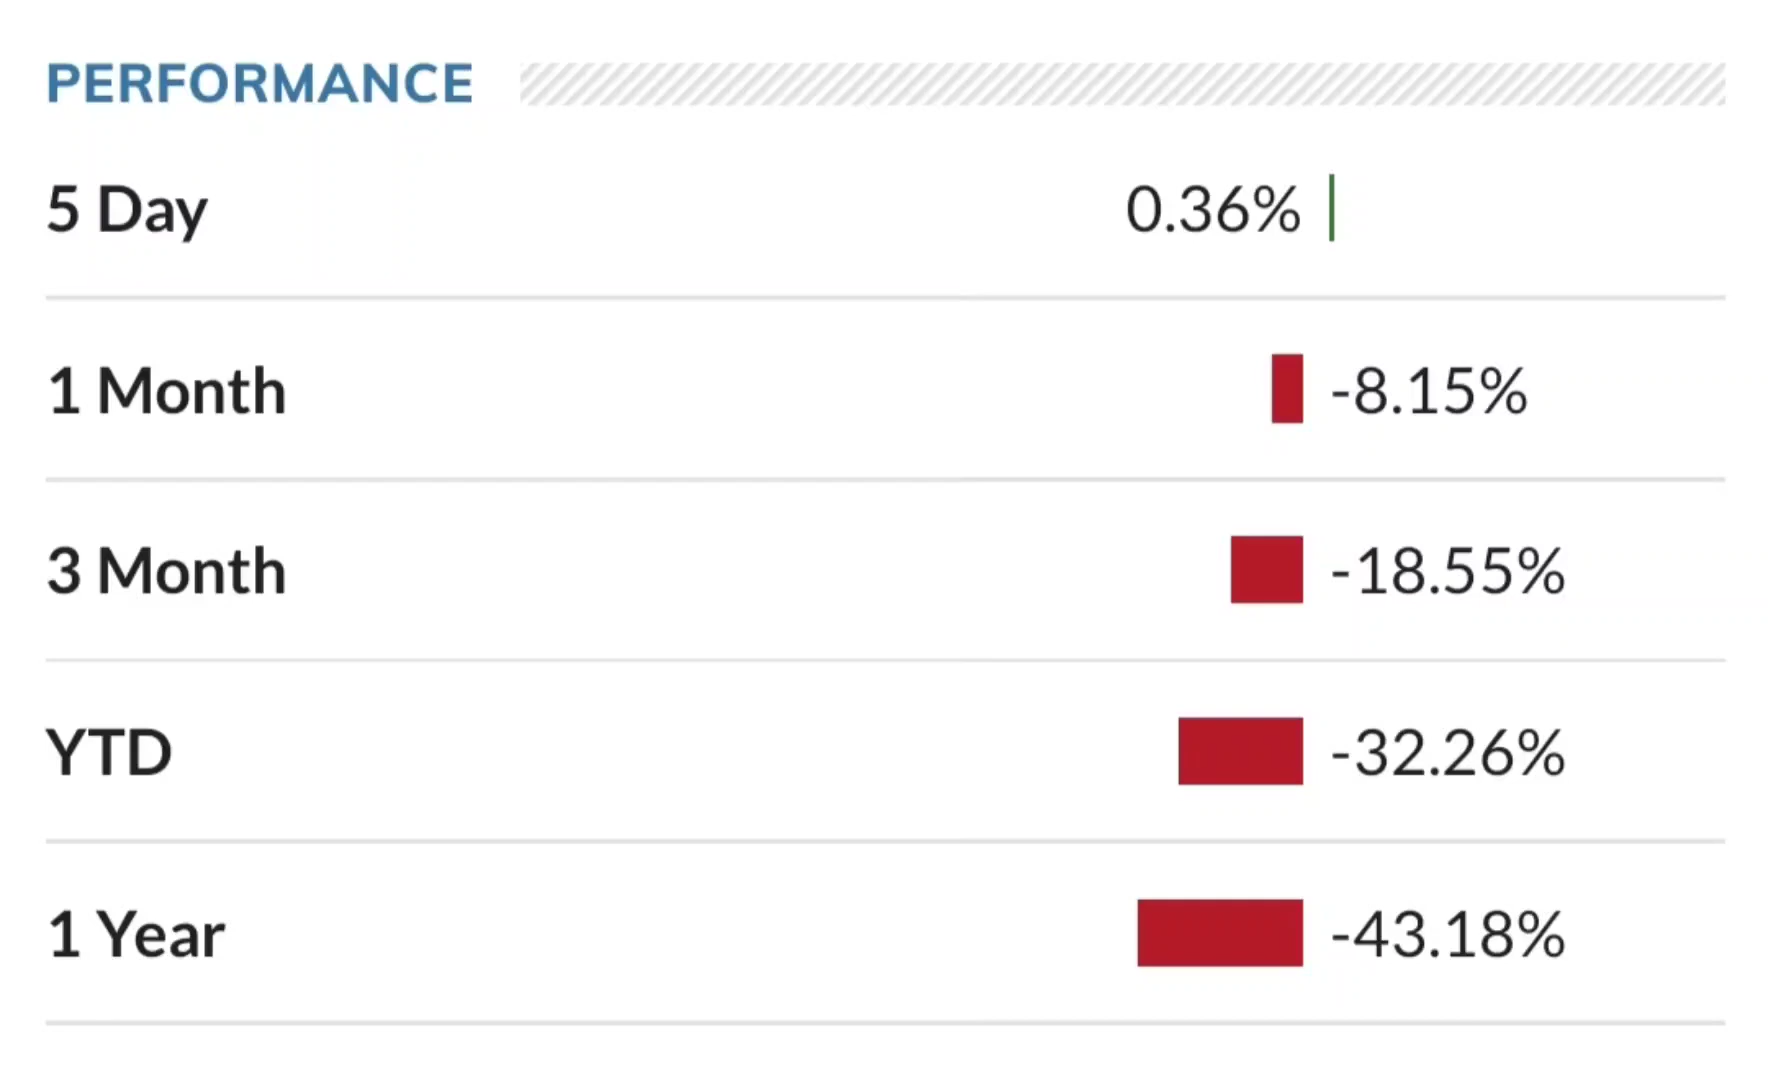 PERFORMANCE
5 Day 0.36%
1 Month -8.15%
3 Month -18.55%
YTD -32.26%
1 Year -43.18%